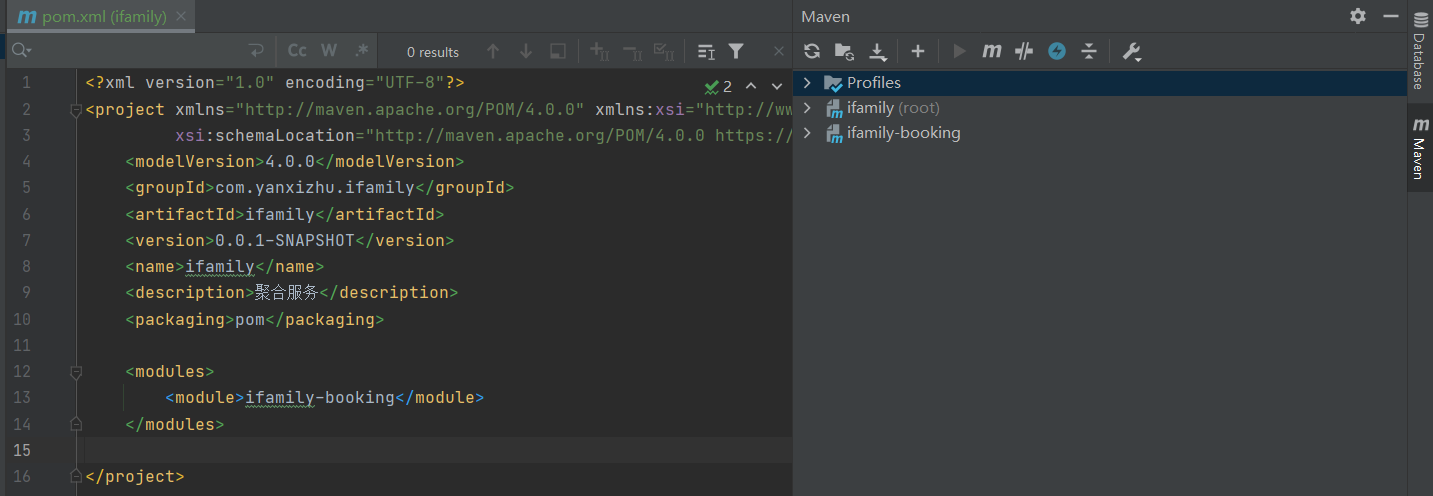 pom.xml (ifamily)
Maven
Cc W .* 0 results
Profiles
ifamily (root)
ifamily-booking
Database
Maven
2
1 <?xml version="1.0" encoding="UTF-8"?>
2 <project xmlns="http://maven.apache.org/POM/4.0.0" xmlns:xsi="http://ww
3 xsi:schemaLocation="http://maven.apache.org/POM/4.0.0 https://
4 <modelVersion>4.0.0</modelVersion>
5 <groupId>com.yanxizhu.ifamily</groupId>
6 <artifactId>ifamily</artifactId>
7 <version>0.0.1-SNAPSHOT</version>
8 <name>ifamily</name>
9 <description>聚合服务</description>
10 <packaging>pom</packaging>
11
12 <modules>
13 <module>ifamily-booking</module>
14 </modules>
15
16 </project>